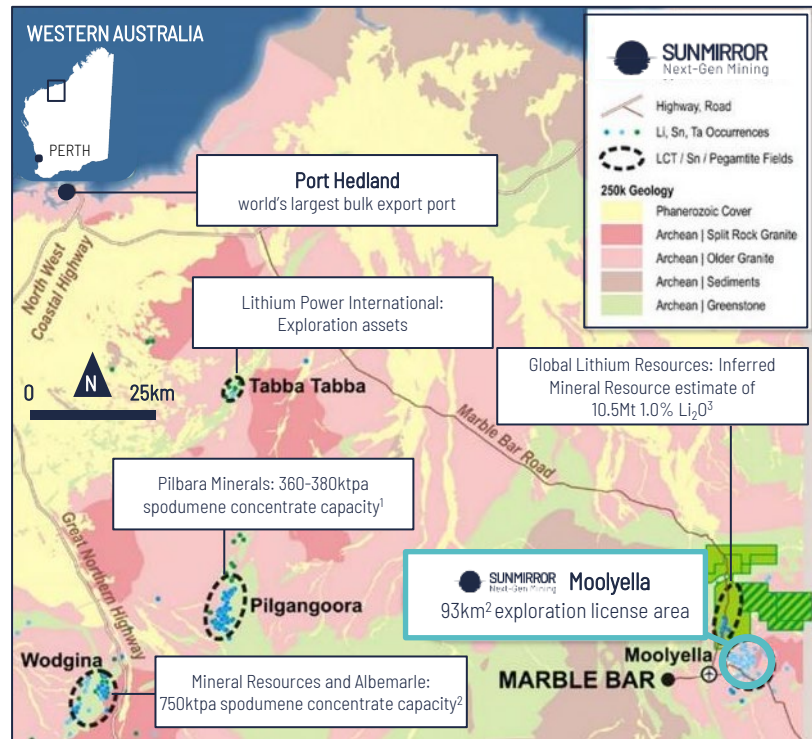 WESTERN AUSTRALIA
PERTH
SUNMIRROR
Next-Gen Mining
Highway, Road
Li, Sn, Ta Occurrences
LCT / Sn / Pegamtite Fields
250k Geology
Phanerozoic Cover
Archean | Split Rock Granite
Archean | Older Granite
Archean | Sediments
Archean | Greenstone
Port Hedland
world's largest bulk export port
North West
Coastal Highway
Lithium Power International:
Exploration assets
N
0 25km
Tabba Tabba
Global Lithium Resources: Inferred
Mineral Resource estimate of
10.5Mt 1.0% Li₂O³
Marble Bar Road
Pilbara Minerals: 360-380ktpa
spodumene concentrate capacity¹
Great Northern Highway
Pilgangoora
SUNMIRROR
Next-Gen Mining
Moolyella
93km² exploration license area
Wodgina
Mineral Resources and Albemarle:
750ktpa spodumene concentrate capacity²
Moolyella
MARBLE BAR